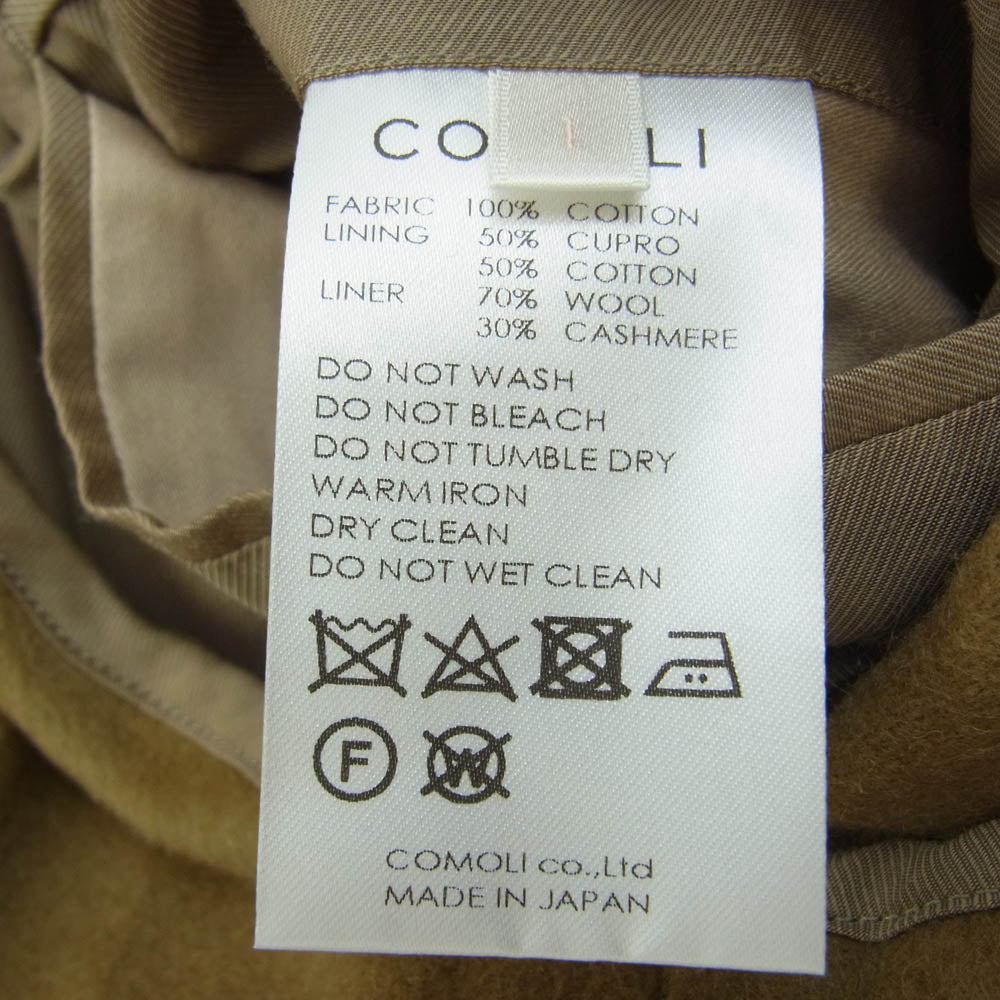 CO LI
1
FABRIC 100% COTTON
LINING 50% CUPRO
50% COTTON
LINER 70% WOOL
30% CASHMERE
DO NOT WASH
DO NOT BLEACH
DO NOT TUMBLE DRY
WARM IRON
DRY CLEAN
DO NOT WET CLEAN
F W
COMOLI co.,Ltd
MADE IN JAPAN